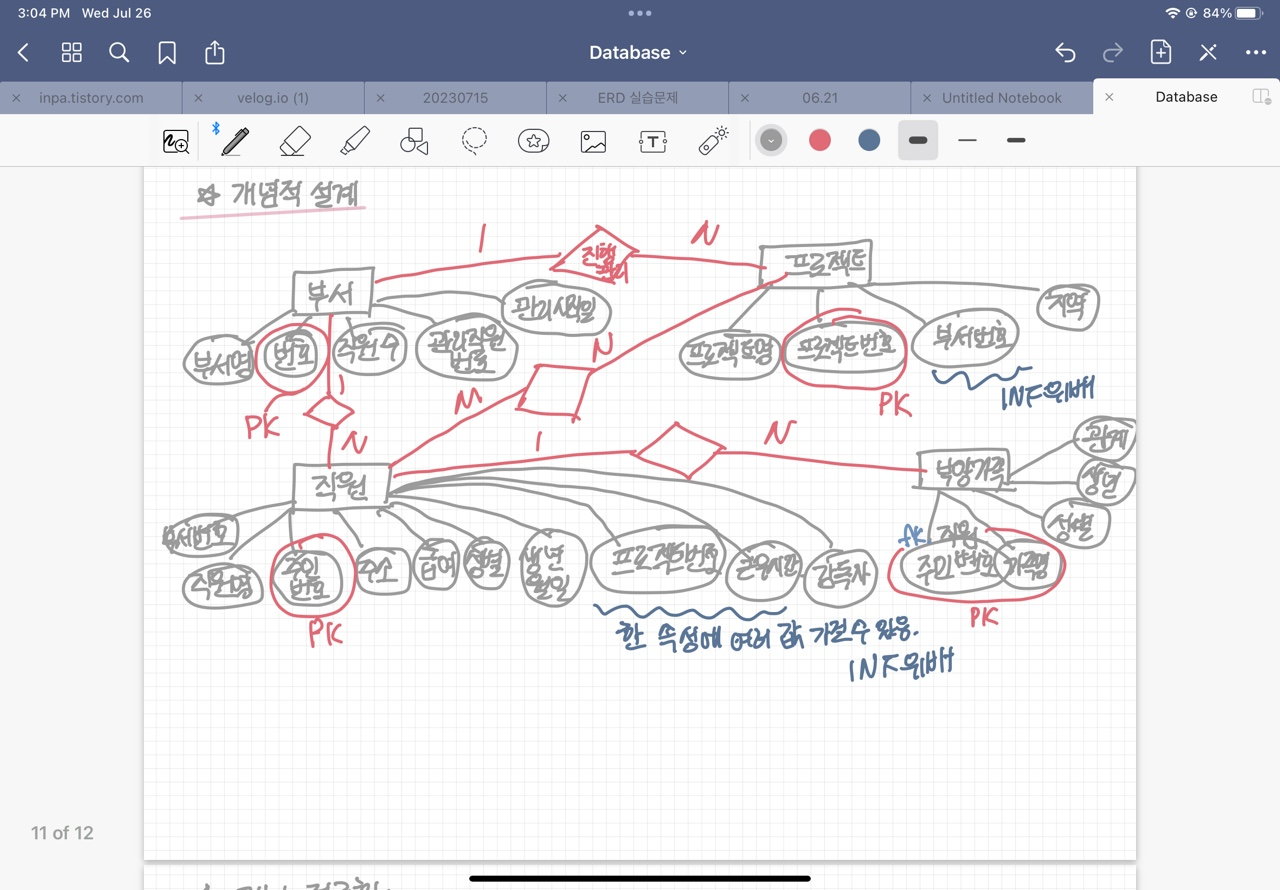 3:04 PM Wed Jul 26
84%
Database
inpa.tistory.com
velog.io (1)
20230715
ERD 실습문제
06.21
Untitled Notebook
Database
개념적 설계
1
진행
관리
N
부서
프로젝트
관리시작일
지역
부서명
번호
직원 수
관리직원
번호
프로젝트명
프로젝트번호
부서번호
1NF위배
PK
PK
1
N
M
N
1
N
직원
부양가족
관계
생년
성별
부서번호
직원명
주민
번호
주소
급여
성별
생년
월일
프로젝트번호
근무시간
감독사
FK
직원
주민번호
가족명
PK
PK
한 속성에 여러 값 가질수 있음.
1NF위배
11 of 12